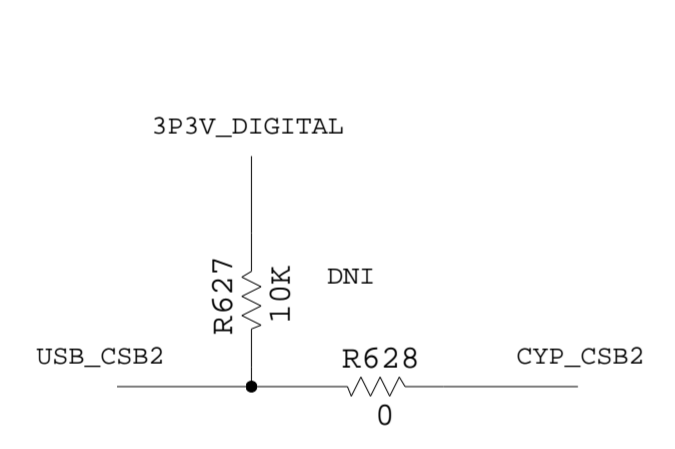 3P3V_DIGITAL
R627
10K
DNI
USB_CSB2
R628
CYP_CSB2
0